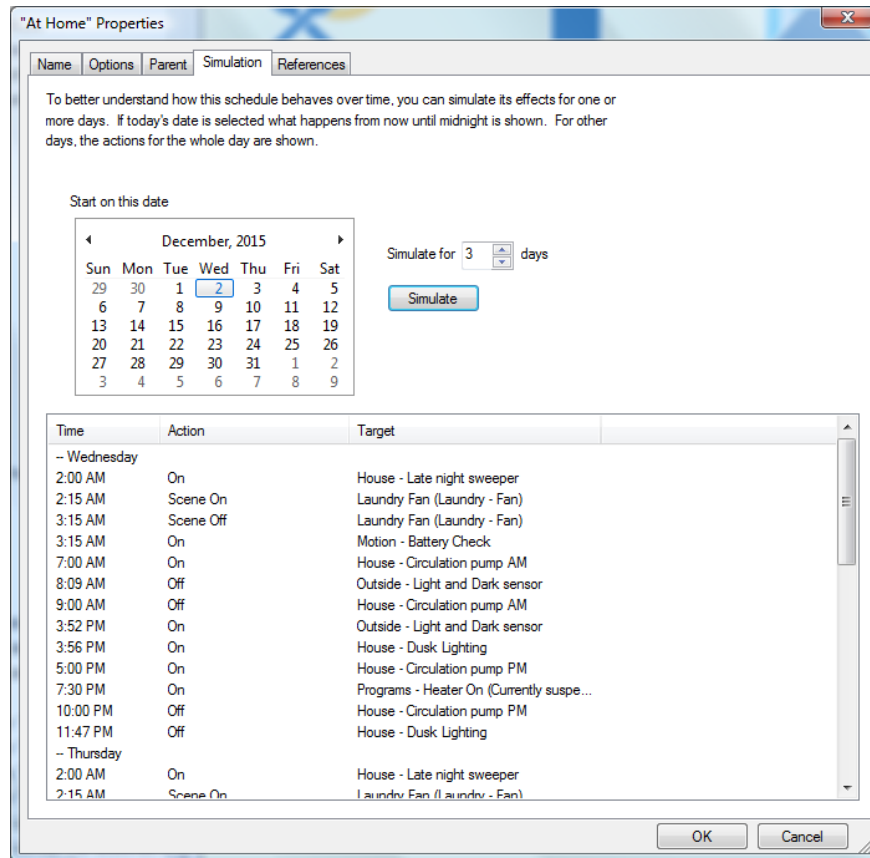 "At Home" Properties
Name Options Parent Simulation References
To better understand how this schedule behaves over time, you can simulate its effects for one or
more days. If today's date is selected what happens from now until midnight is shown. For other
days, the actions for the whole day are shown.
Start on this date
December, 2015
Sun Mon Tue Wed Thu Fri Sat
29 30 1 2 3 4 5
6 7 8 9 10 11 12
13 14 15 16 17 18 19
20 21 22 23 24 25 26
27 28 29 30 31 1 2
3 4 5 6 7 8 9
Simulate for 3 days
Simulate
Time Action Target
-- Wednesday
2:00 AM On House - Late night sweeper
2:15 AM Scene On Laundry Fan (Laundry - Fan)
3:15 AM Scene Off Laundry Fan (Laundry - Fan)
3:15 AM On Motion - Battery Check
7:00 AM On House - Circulation pump AM
8:09 AM Off Outside - Light and Dark sensor
9:00 AM Off House - Circulation pump AM
3:52 PM On Outside - Light and Dark sensor
3:56 PM On House - Dusk Lighting
5:00 PM On House - Circulation pump PM
7:30 PM On Programs - Heater On (Currently suspe...
10:00 PM Off House - Circulation pump PM
11:47 PM Off House - Dusk Lighting
-- Thursday
2:00 AM On House - Late night sweeper
2:15 AM Scene On Laundry Fan (Laundry - Fan)
OK Cancel